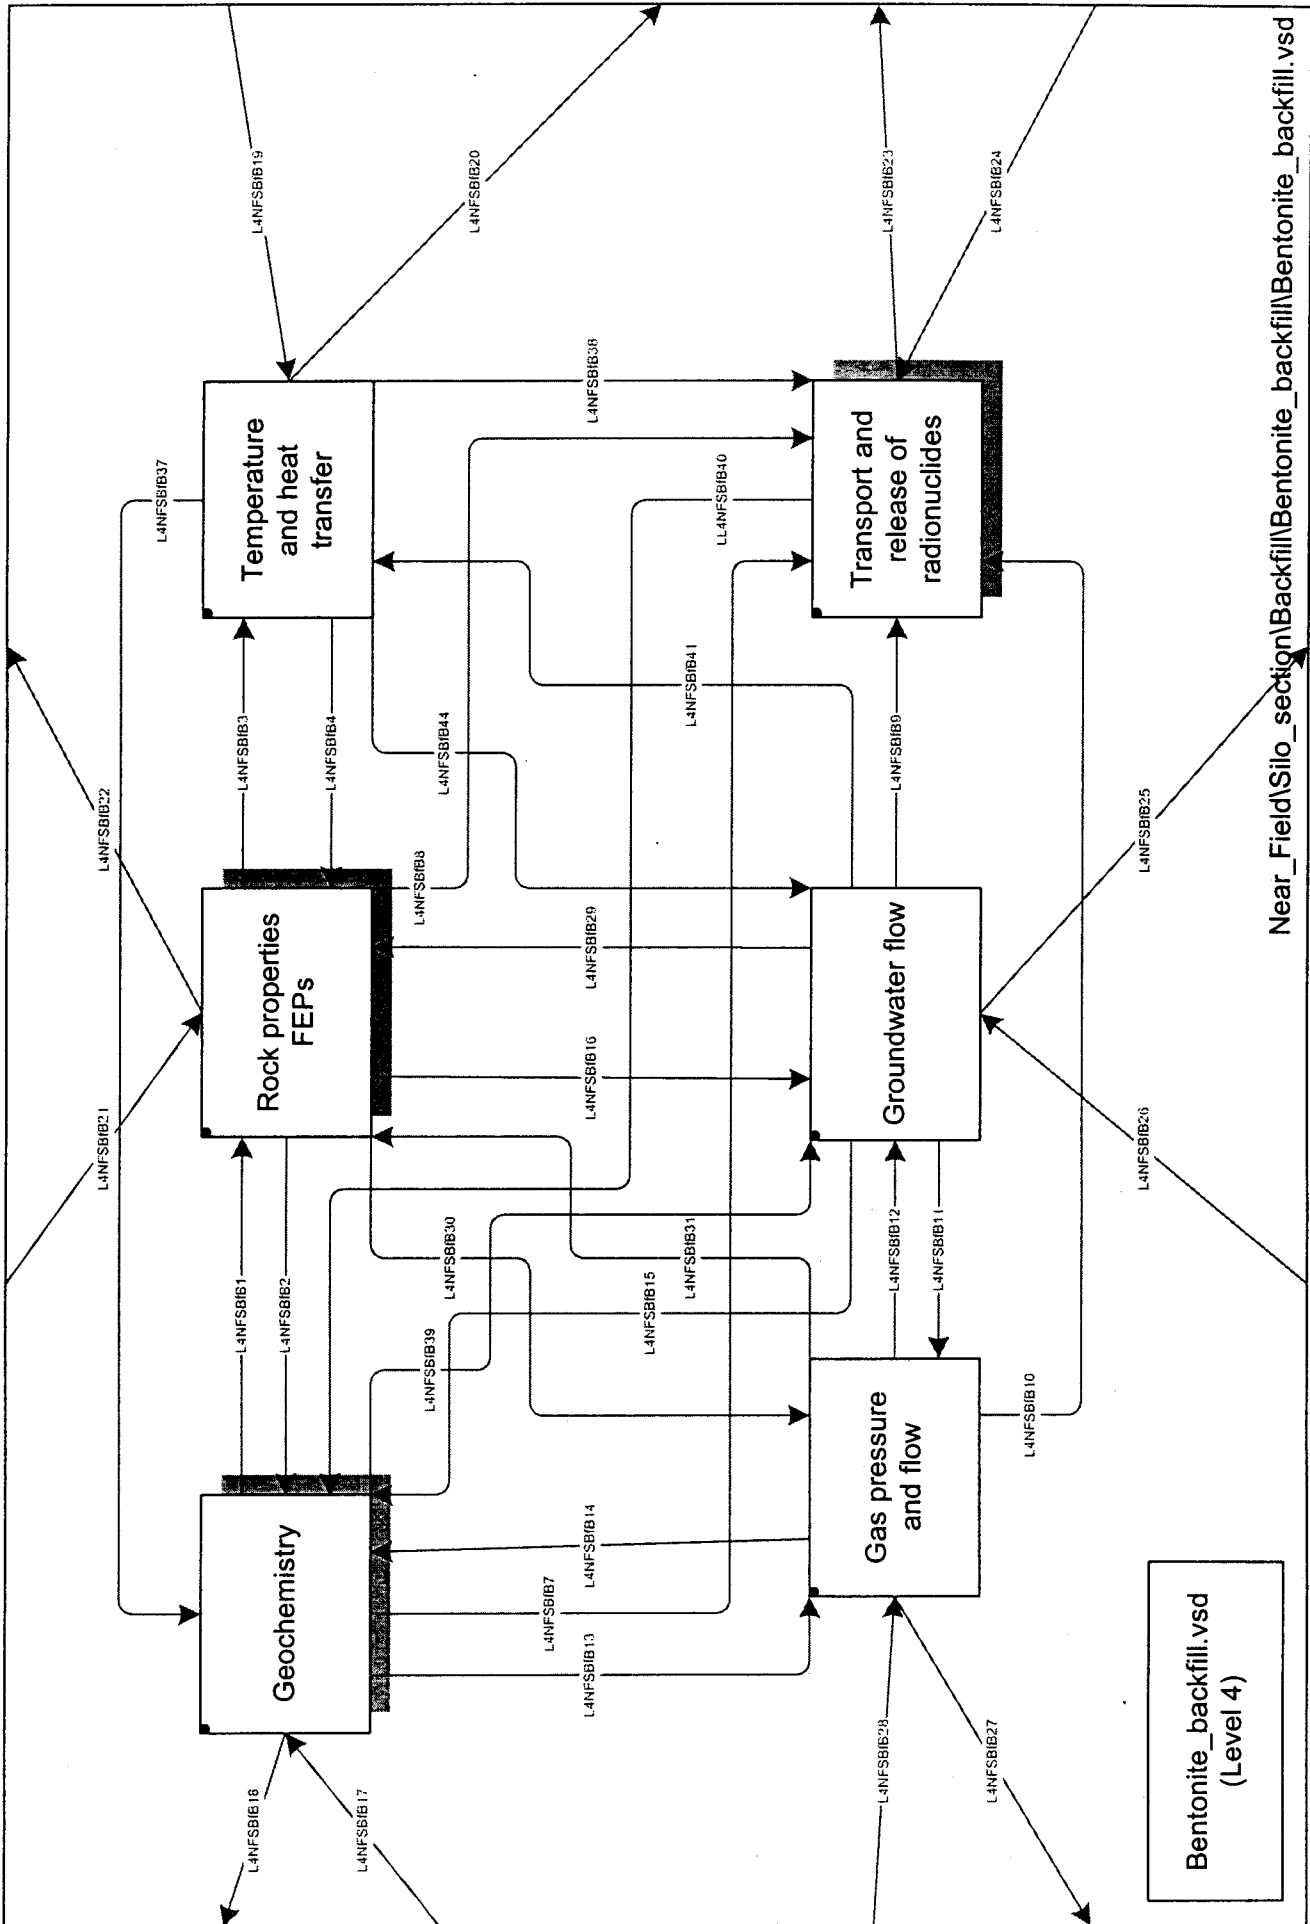 L4NFSBfB18
L4NFSBfB17
L4NFSBfB21
L4NFSBfB22
L4NFSBfB37
L4NFSBfB19
L4NFSBfB20
Geochemistry
L4NFSBfB1
L4NFSBfB2
Rock properties
FEPs
L4NFSBfB3
L4NFSBfB4
Temperature
and heat
transfer
L4NFSBfB39
L4NFSBfB30
L4NFSBfB8
L4NFSBfB44
L4NFSBfB13
L4NFSBfB7
L4NFSBfB14
L4NFSBfB15
L4NFSBfB31
L4NFSBfB16
L4NFSBfB29
L4NFSBfB41
LL4NFSBfB40
L4NFSBfB38
L4NFSBfB28
L4NFSBfB27
Gas pressure
and flow
L4NFSBfB12
L4NFSBfB11
Groundwater flow
L4NFSBfB9
Transport and
release of
radionuclides
L4NFSBfB23
L4NFSBfB24
L4NFSBfB10
L4NFSBfB26
L4NFSBfB25
Bentonite_backfill.vsd
(Level 4)
Near_Field\Silo_section\Backfill\Bentonite_backfill\Bentonite_backfill.vsd